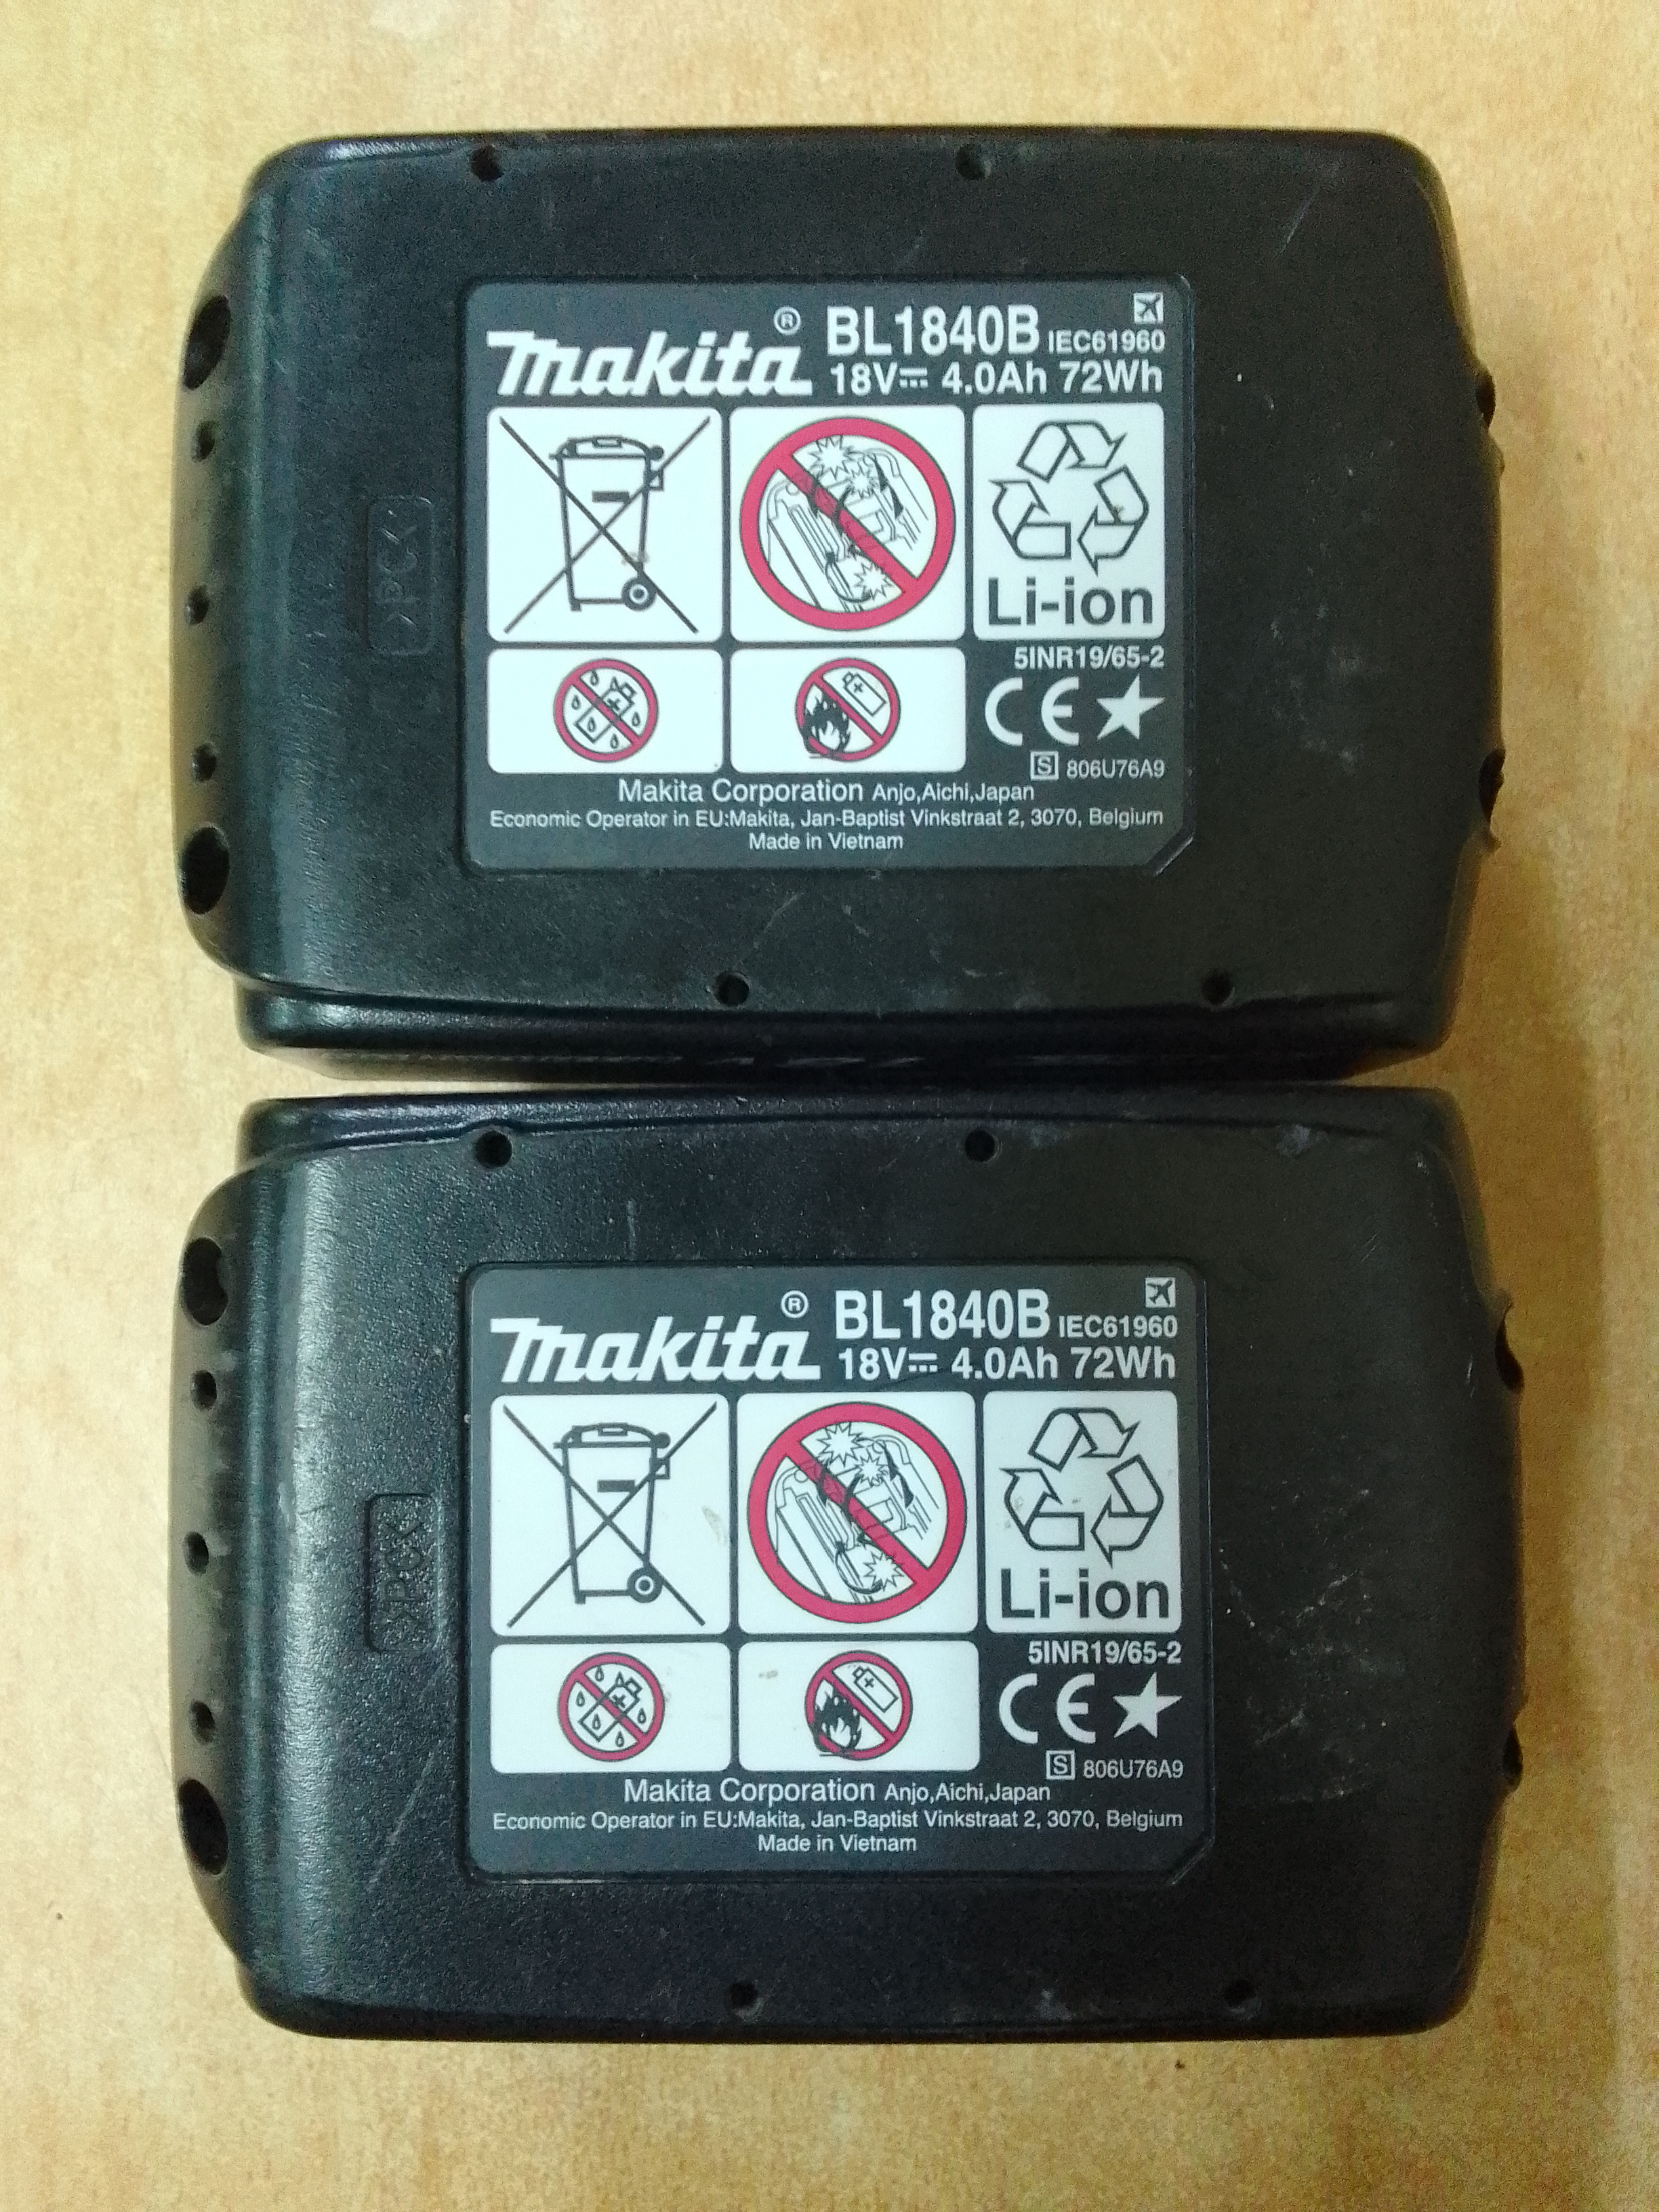 makita® BL1840B IEC61960
18V⎓ 4.0Ah 72Wh
Li-ion
5INR19/65-2
CE
S 806U76A9
Makita Corporation Anjo,Aichi,Japan
Economic Operator in EU:Makita, Jan-Baptist Vinkstraat 2, 3070, Belgium
Made in Vietnam
>PC<
makita® BL1840B IEC61960
18V⎓ 4.0Ah 72Wh
Li-ion
5INR19/65-2
CE
S 806U76A9
Makita Corporation Anjo,Aichi,Japan
Economic Operator in EU:Makita, Jan-Baptist Vinkstraat 2, 3070, Belgium
Made in Vietnam
>PC<